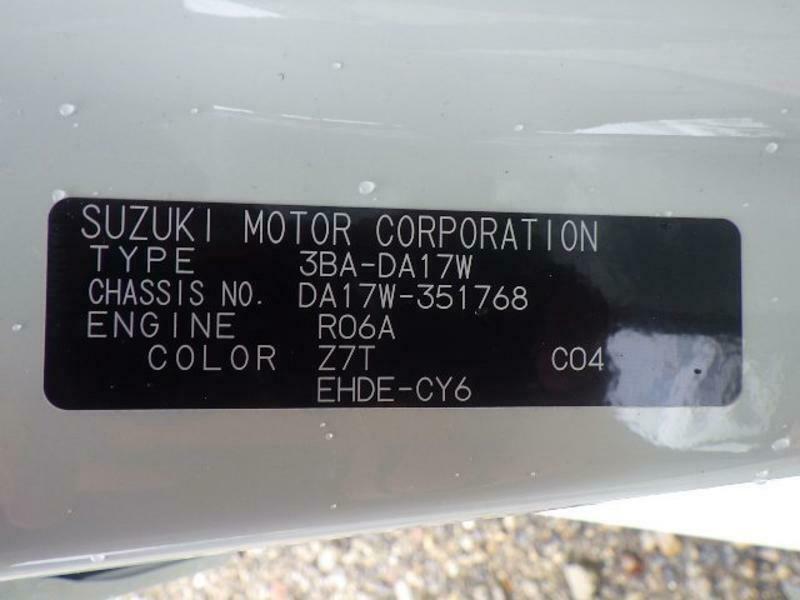 SUZUKI MOTOR CORPORATION
TYPE 3BA-DA17W
CHASSIS NO. DA17W-351768
ENGINE R06A
COLOR Z7T C04
EHDE-CY6